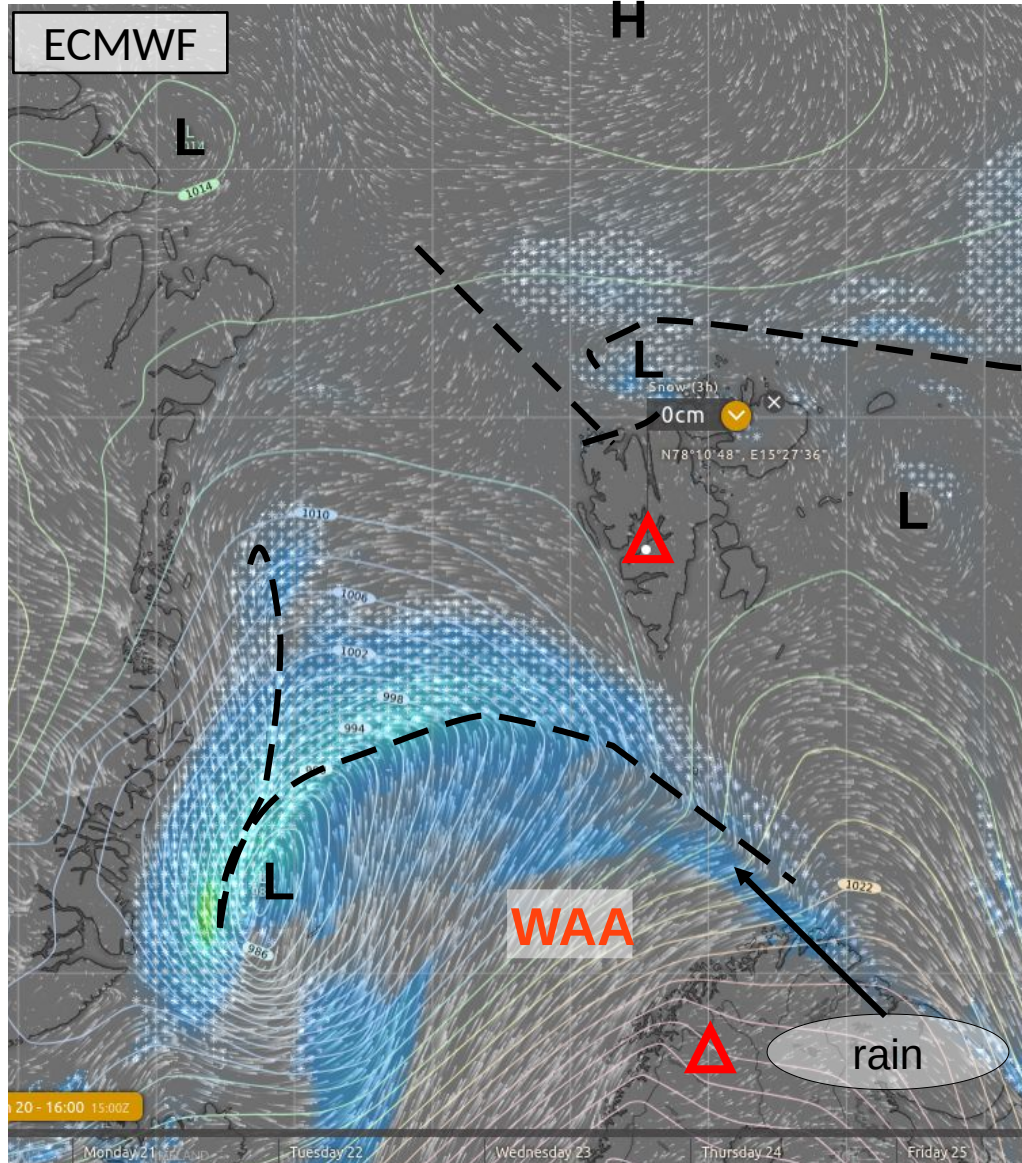 ECMWF
H
L
1014
Snow (3h)
L
0cm
N78°10'48", E15°27'36"
L
1010
1006
1002
998
994
L
1022
WAA
986
rain
20 - 16:00 15:00Z
Monday 21
Tuesday 22
Wednesday 23
Thursday 24
Friday 25